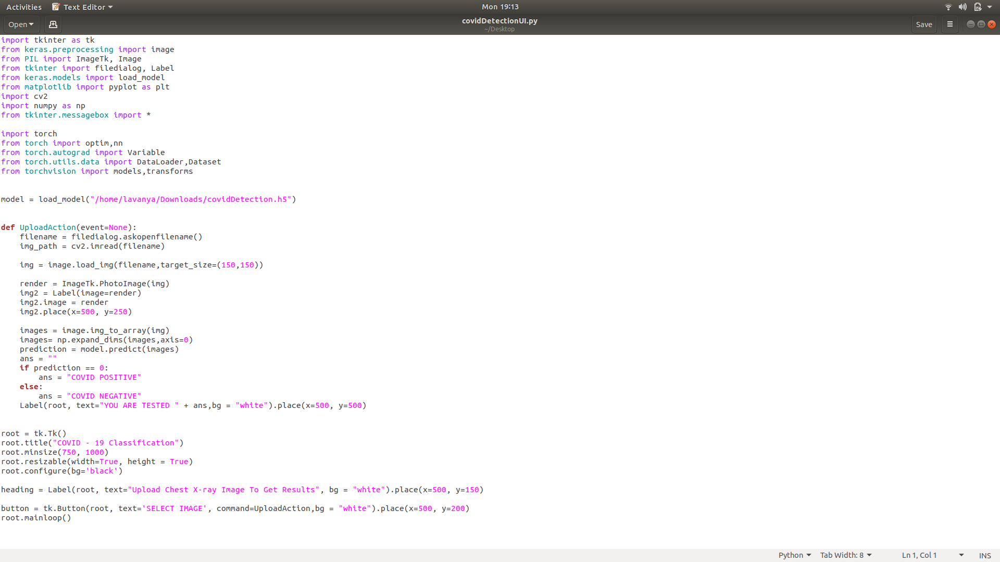 Activities Text Editor Mon 19:13
Open covidDetectionUI.py Save
~/Desktop
import tkinter as tk
from keras.preprocessing import image
from PIL import ImageTk, Image
from tkinter import filedialog, Label
from keras.models import load_model
from matplotlib import pyplot as plt
import cv2
import numpy as np
from tkinter.messagebox import *

import torch
from torch import optim,nn
from torch.autograd import Variable
from torch.utils.data import DataLoader,Dataset
from torchvision import models,transforms


model = load_model("/home/lavanya/Downloads/covidDetection.h5")


def UploadAction(event=None):
    filename = filedialog.askopenfilename()
    img_path = cv2.imread(filename)

    img = image.load_img(filename,target_size=(150,150))

    render = ImageTk.PhotoImage(img)
    img2 = Label(image=render)
    img2.image = render
    img2.place(x=500, y=250)

    images = image.img_to_array(img)
    images= np.expand_dims(images,axis=0)
    prediction = model.predict(images)
    ans = ""
    if prediction == 0:
        ans = "COVID POSITIVE"
    else:
        ans = "COVID NEGATIVE"
    Label(root, text="YOU ARE TESTED " + ans,bg = "white").place(x=500, y=500)


root = tk.Tk()
root.title("COVID - 19 Classification")
root.minsize(750, 1000)
root.resizable(width=True, height = True)
root.configure(bg='black')

heading = Label(root, text="Upload Chest X-ray Image To Get Results", bg = "white").place(x=500, y=150)

button = tk.Button(root, text='SELECT IMAGE', command=UploadAction,bg = "white").place(x=500, y=200)
root.mainloop()
Python Tab Width: 8 Ln 1, Col 1 INS